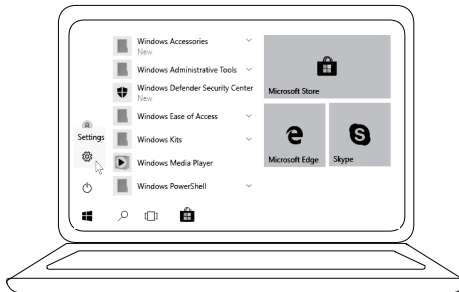 Windows Accessories
New
Windows Administrative Tools
Windows Defender Security Center
New
Windows Ease of Access
Windows Kits
Windows Media Player
Windows PowerShell
Settings
Microsoft Store
Microsoft Edge
Skype